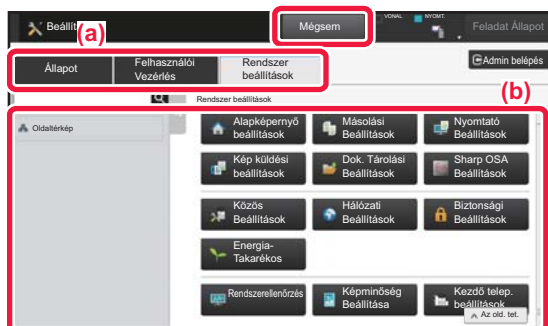 Beállít
(a)
Mégsem
VONAL
NYOMT.
Feladat Állapot
Állapot
Felhasználói
Vezérlés
Rendszer
beállítások
Admin belépés
(b)
Rendszer beállítások
Oldaltérkép
Alapképernyő
beállítások
Másolási
Beállítások
Nyomtató
Beállítások
Kép küldési
beállítások
Dok. Tárolási
Beállítások
Sharp OSA
Beállítások
Közös
Beállítások
Hálózati
Beállítások
Biztonsági
Beállítások
Energia-
Takarékos
Rendszerellenőrzés
Képminőség
Beállítása
Kezdő telep.
beállítások
Az old. tet.